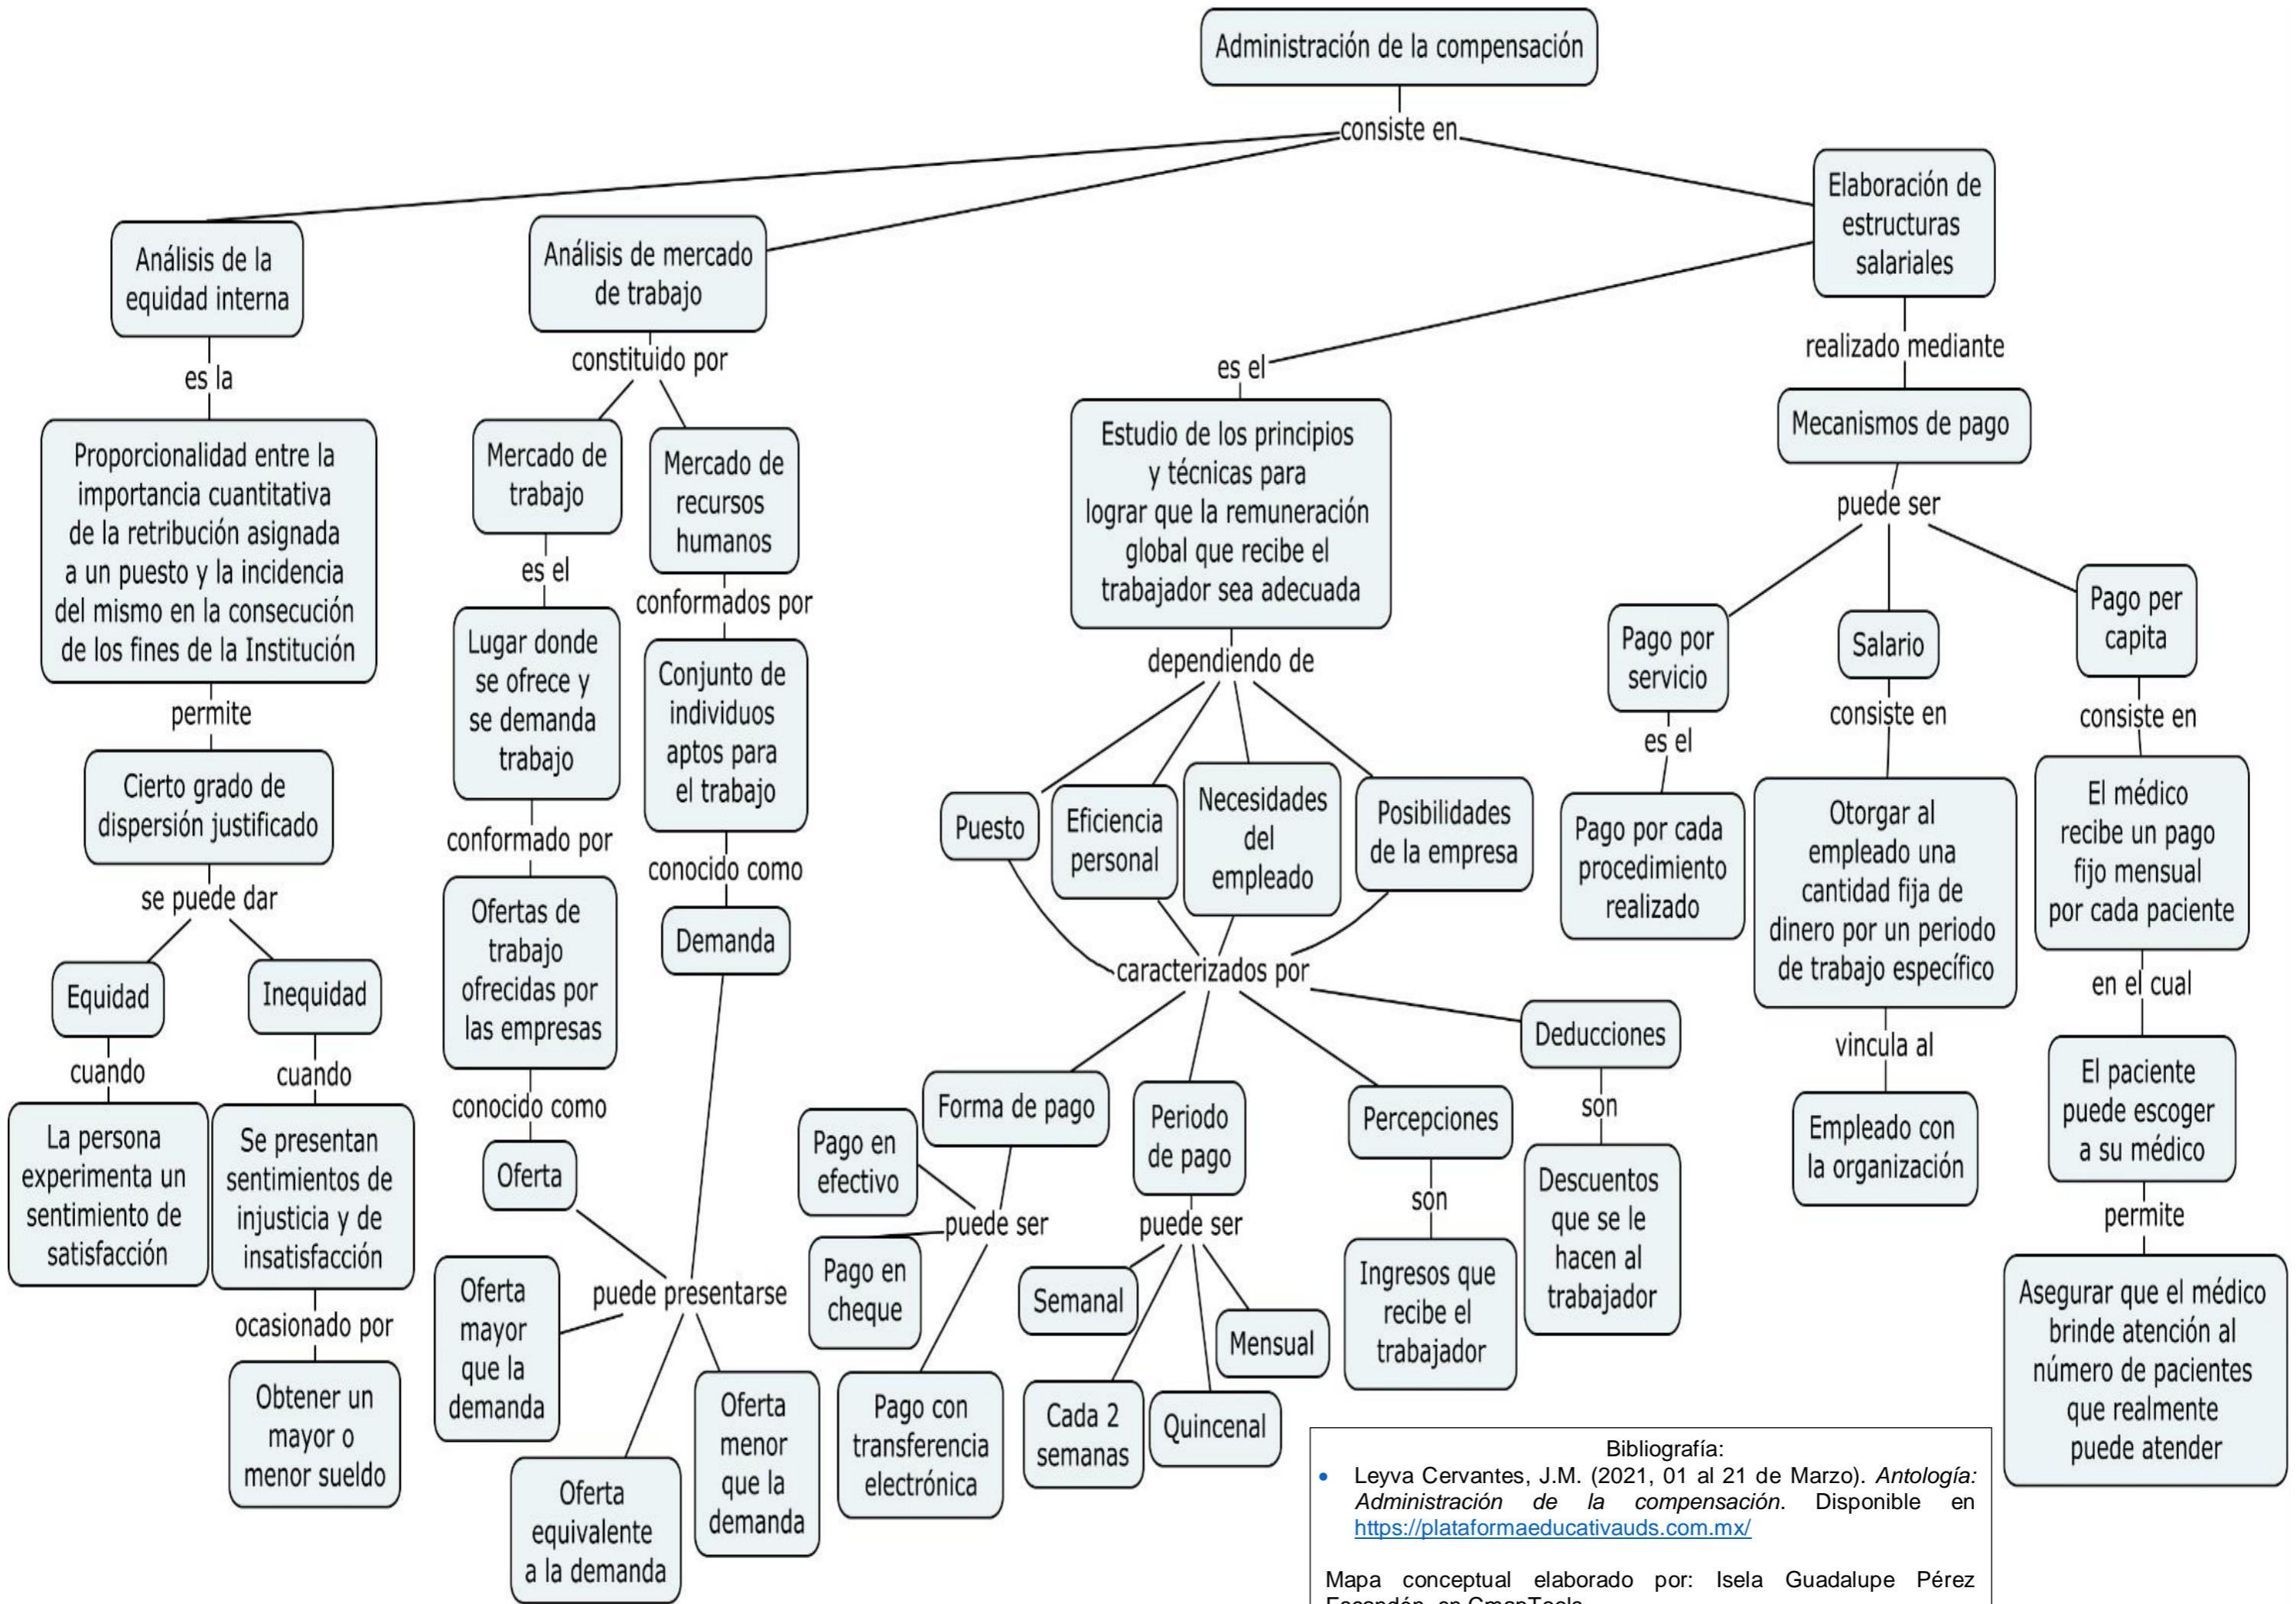 Administración de la compensación
consiste en
Análisis de la
equidad interna
es la
Proporcionalidad entre la
importancia cuantitativa
de la retribución asignada
a un puesto y la incidencia
del mismo en la consecución
de los fines de la Institución
permite
Cierto grado de
dispersión justificado
se puede dar
Equidad
cuando
La persona
experimenta un
sentimiento de
satisfacción
Inequidad
cuando
Se presentan
sentimientos de
injusticia y de
insatisfacción
ocasionado por
Obtener un
mayor o
menor sueldo
Análisis de mercado
de trabajo
constituido por
Mercado de
trabajo
es el
Lugar donde
se ofrece y
se demanda
trabajo
conformado por
Ofertas de
trabajo
ofrecidas por
las empresas
conocido como
Oferta
Mercado de
recursos
humanos
conformados por
Conjunto de
individuos
aptos para
el trabajo
conocido como
Demanda
puede presentarse
Oferta
mayor
que la
demanda
Oferta
equivalente
a la demanda
Oferta
menor
que la
demanda
Elaboración de
estructuras
salariales
es el
Estudio de los principios
y técnicas para
lograr que la remuneración
global que recibe el
trabajador sea adecuada
dependiendo de
Puesto
Eficiencia
personal
Necesidades
del
empleado
Posibilidades
de la empresa
caracterizados por
Forma de pago
puede ser
Pago en
efectivo
Pago en
cheque
Pago con
transferencia
electrónica
Periodo
de pago
puede ser
Semanal
Cada 2
semanas
Quincenal
Mensual
Percepciones
son
Ingresos que
recibe el
trabajador
Deducciones
son
Descuentos
que se le
hacen al
trabajador
realizado mediante
Mecanismos de pago
puede ser
Pago por
servicio
es el
Pago por cada
procedimiento
realizado
Salario
consiste en
Otorgar al
empleado una
cantidad fija de
dinero por un periodo
de trabajo específico
vincula al
Empleado con
la organización
Pago per
capita
consiste en
El médico
recibe un pago
fijo mensual
por cada paciente
en el cual
El paciente
puede escoger
a su médico
permite
Asegurar que el médico
brinde atención al
número de pacientes
que realmente
puede atender
Bibliografía:
• Leyva Cervantes, J.M. (2021, 01 al 21 de Marzo). Antología:
Administración de la compensación. Disponible en
https://plataformaeducativauds.com.mx/
Mapa conceptual elaborado por: Isela Guadalupe Pérez
Escandón, en CmapTools